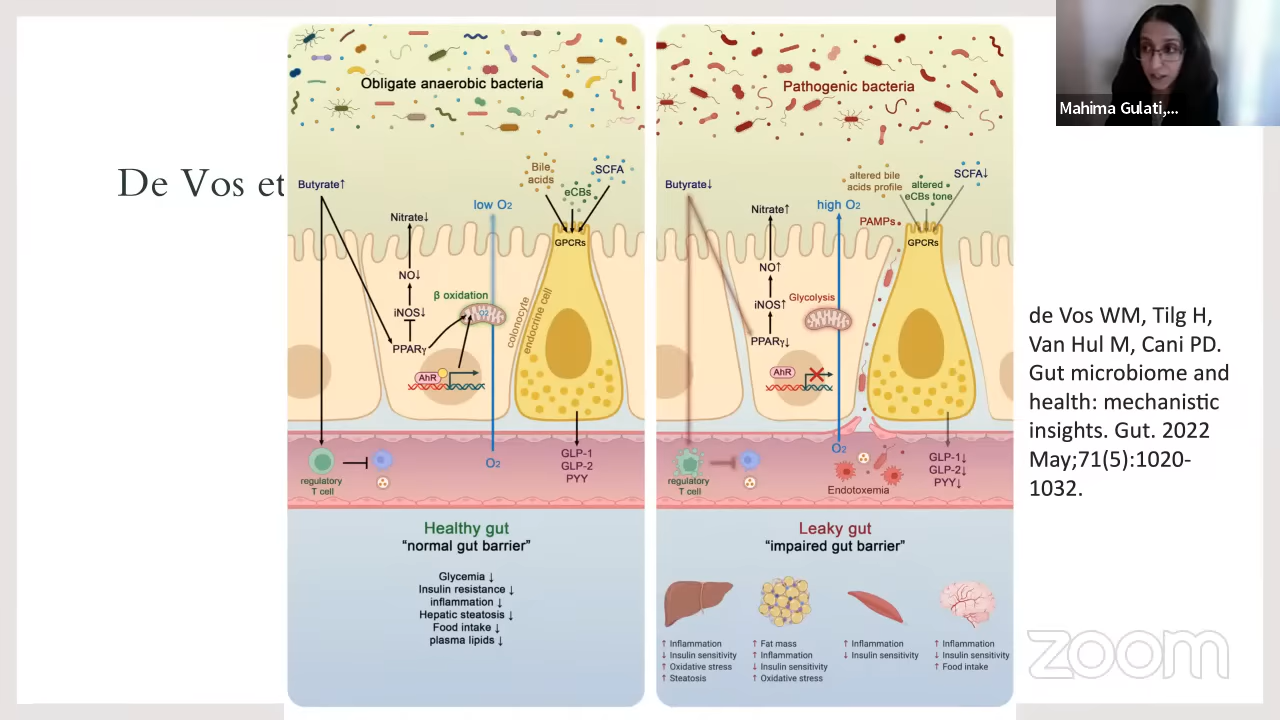 De Vos et
Obligate anaerobic bacteria
Butyrate↑
Bile
acids
eCBs
SCFA
low O2
Nitrate↓
GPCRs
NO↓
β oxidation
iNOS↓
O2
colonocyte
endocrine cell
PPARγ
AhR
O2
GLP-1
GLP-2
PYY
regulatory
T cell
Healthy gut
“normal gut barrier”
Glycemia ↓
Insulin resistance ↓
inflammation ↓
Hepatic steatosis ↓
Food intake ↓
plasma lipids ↓
Pathogenic bacteria
Butyrate↓
altered bile
acids profile
altered
eCBs tone
SCFA↓
Nitrate↑
high O2
PAMPs
GPCRs
NO↑
iNOS↑
Glycolysis
PPARγ↓
AhR
O2
GLP-1↓
GLP-2↓
PYY↓
regulatory
T cell
Endotoxemia
Leaky gut
“impaired gut barrier”
↑ Inflammation
↓ Insulin sensitivity
↑ Oxidative stress
↑ Steatosis
↑ Fat mass
↑ Inflammation
↓ Insulin sensitivity
↑ Oxidative stress
↑ Inflammation
↓ Insulin sensitivity
↑ Inflammation
↓ Insulin sensitivity
↑ Food intake
Mahima Gulati,...
de Vos WM, Tilg H,
Van Hul M, Cani PD.
Gut microbiome and
health: mechanistic
insights. Gut. 2022
May;71(5):1020-
1032.
zoom